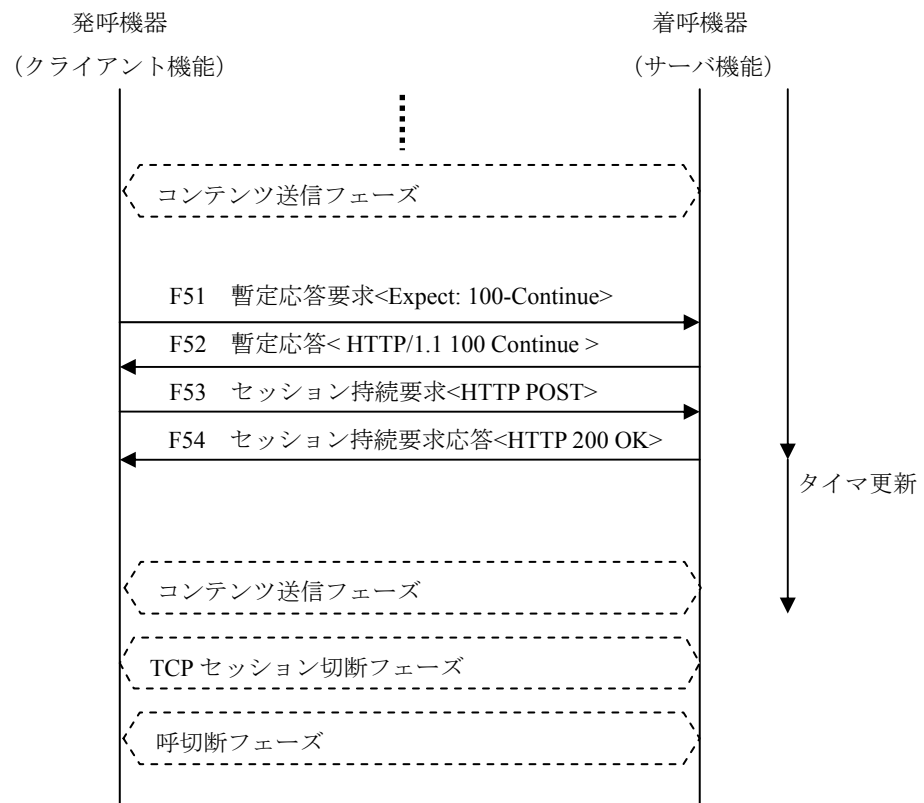 発呼機器
着呼機器
（クライアント機能）
（サーバ機能）
コンテンツ送信フェーズ
F51 暫定応答要求<Expect: 100-Continue>
F52 暫定応答< HTTP/1.1 100 Continue >
F53 セッション持続要求<HTTP POST>
F54 セッション持続要求応答<HTTP 200 OK>
タイマ更新
コンテンツ送信フェーズ
TCP セッション切断フェーズ
呼切断フェーズ